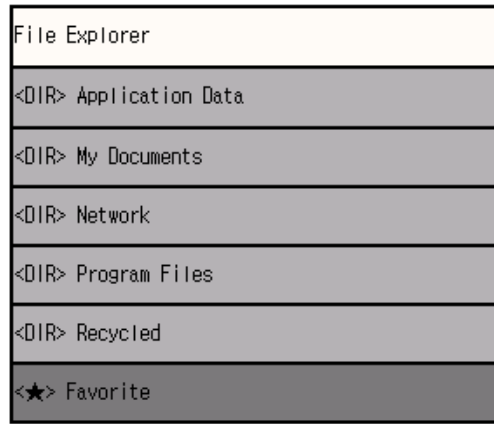 File Explorer
<DIR> Application Data
<DIR> My Documents
<DIR> Network
<DIR> Program Files
<DIR> Recycled
<★> Favorite